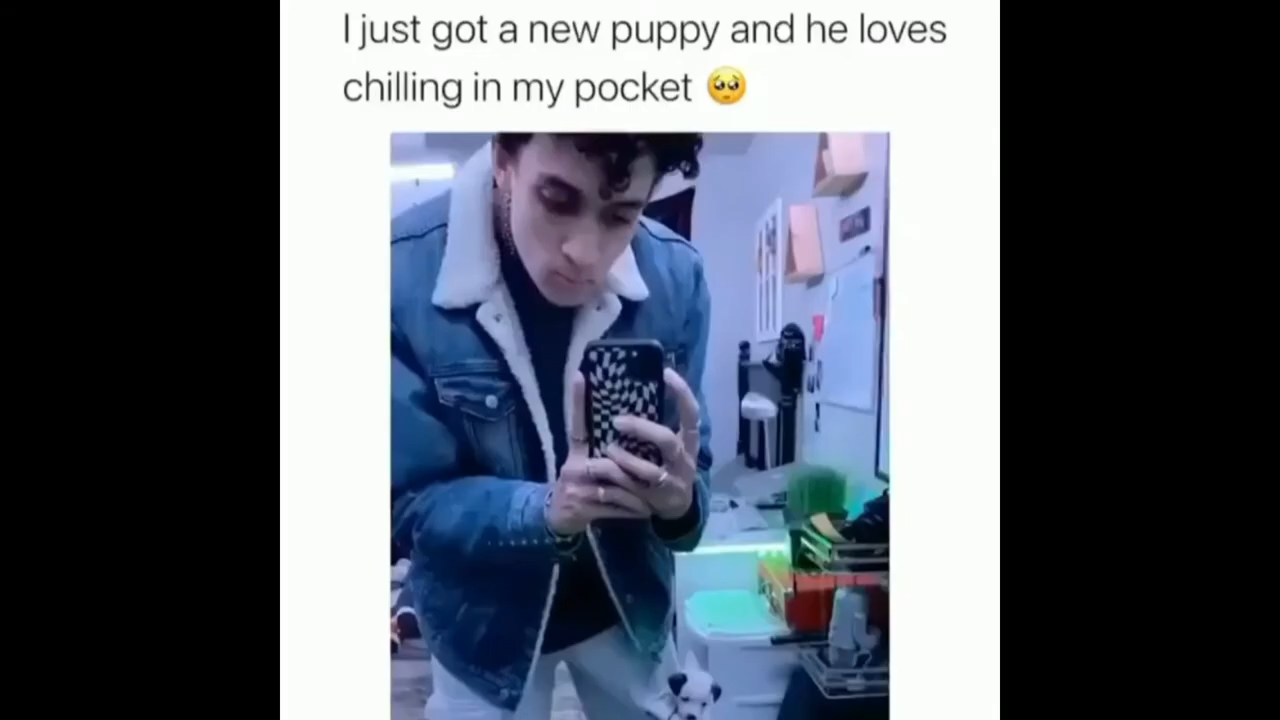 I just got a new puppy and he loves
chilling in my pocket 🥺